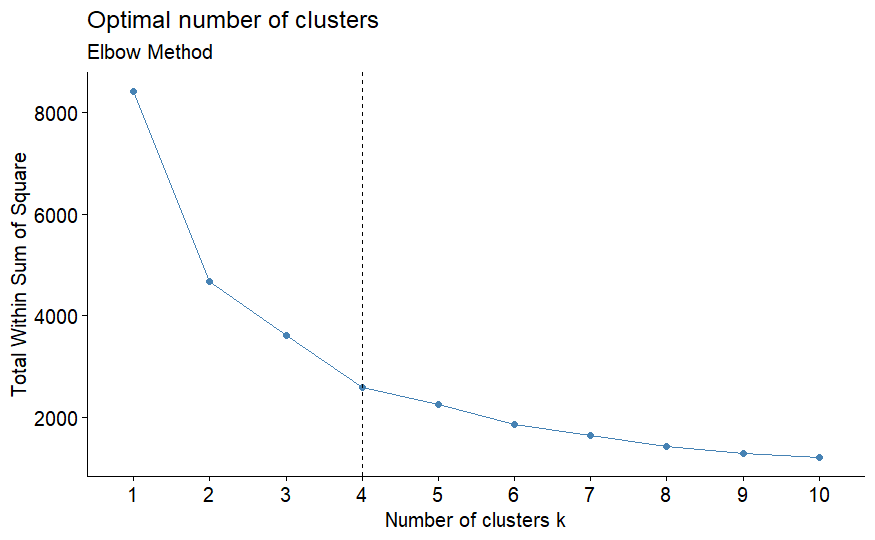 Optimal number of clusters
Elbow Method
Total Within Sum of Square
8000
6000
4000
2000
1 2 3 4 5 6 7 8 9 10
Number of clusters k